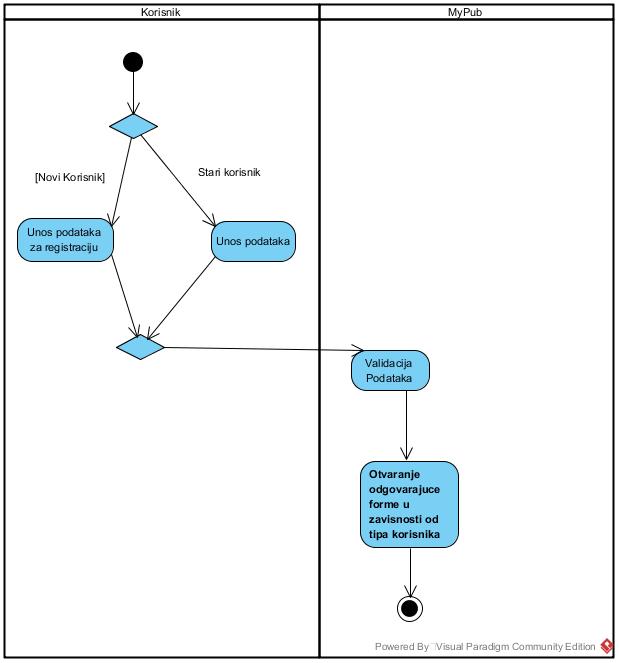 Korisnik
MyPub
[Novi Korisnik]
Stari korisnik
Unos podataka
za registraciju
Unos podataka
Validacija
Podataka
Otvaranje
odgovarajuce
forme u
zavisnosti od
tipa korisnika
Powered By Visual Paradigm Community Edition